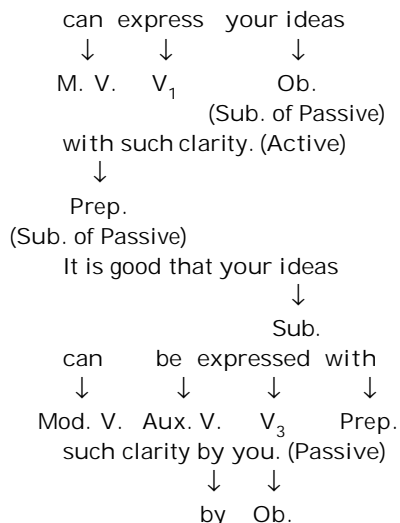 can express your ideas
↓ ↓ ↓
M. V. V₁ Ob.
(Sub. of Passive)
with such clarity. (Active)
↓
Prep.
(Sub. of Passive)
It is good that your ideas
↓
Sub.
can be expressed with
↓ ↓ ↓ ↓
Mod. V. Aux. V. V₃ Prep.
such clarity by you. (Passive)
↓ ↓
by Ob.